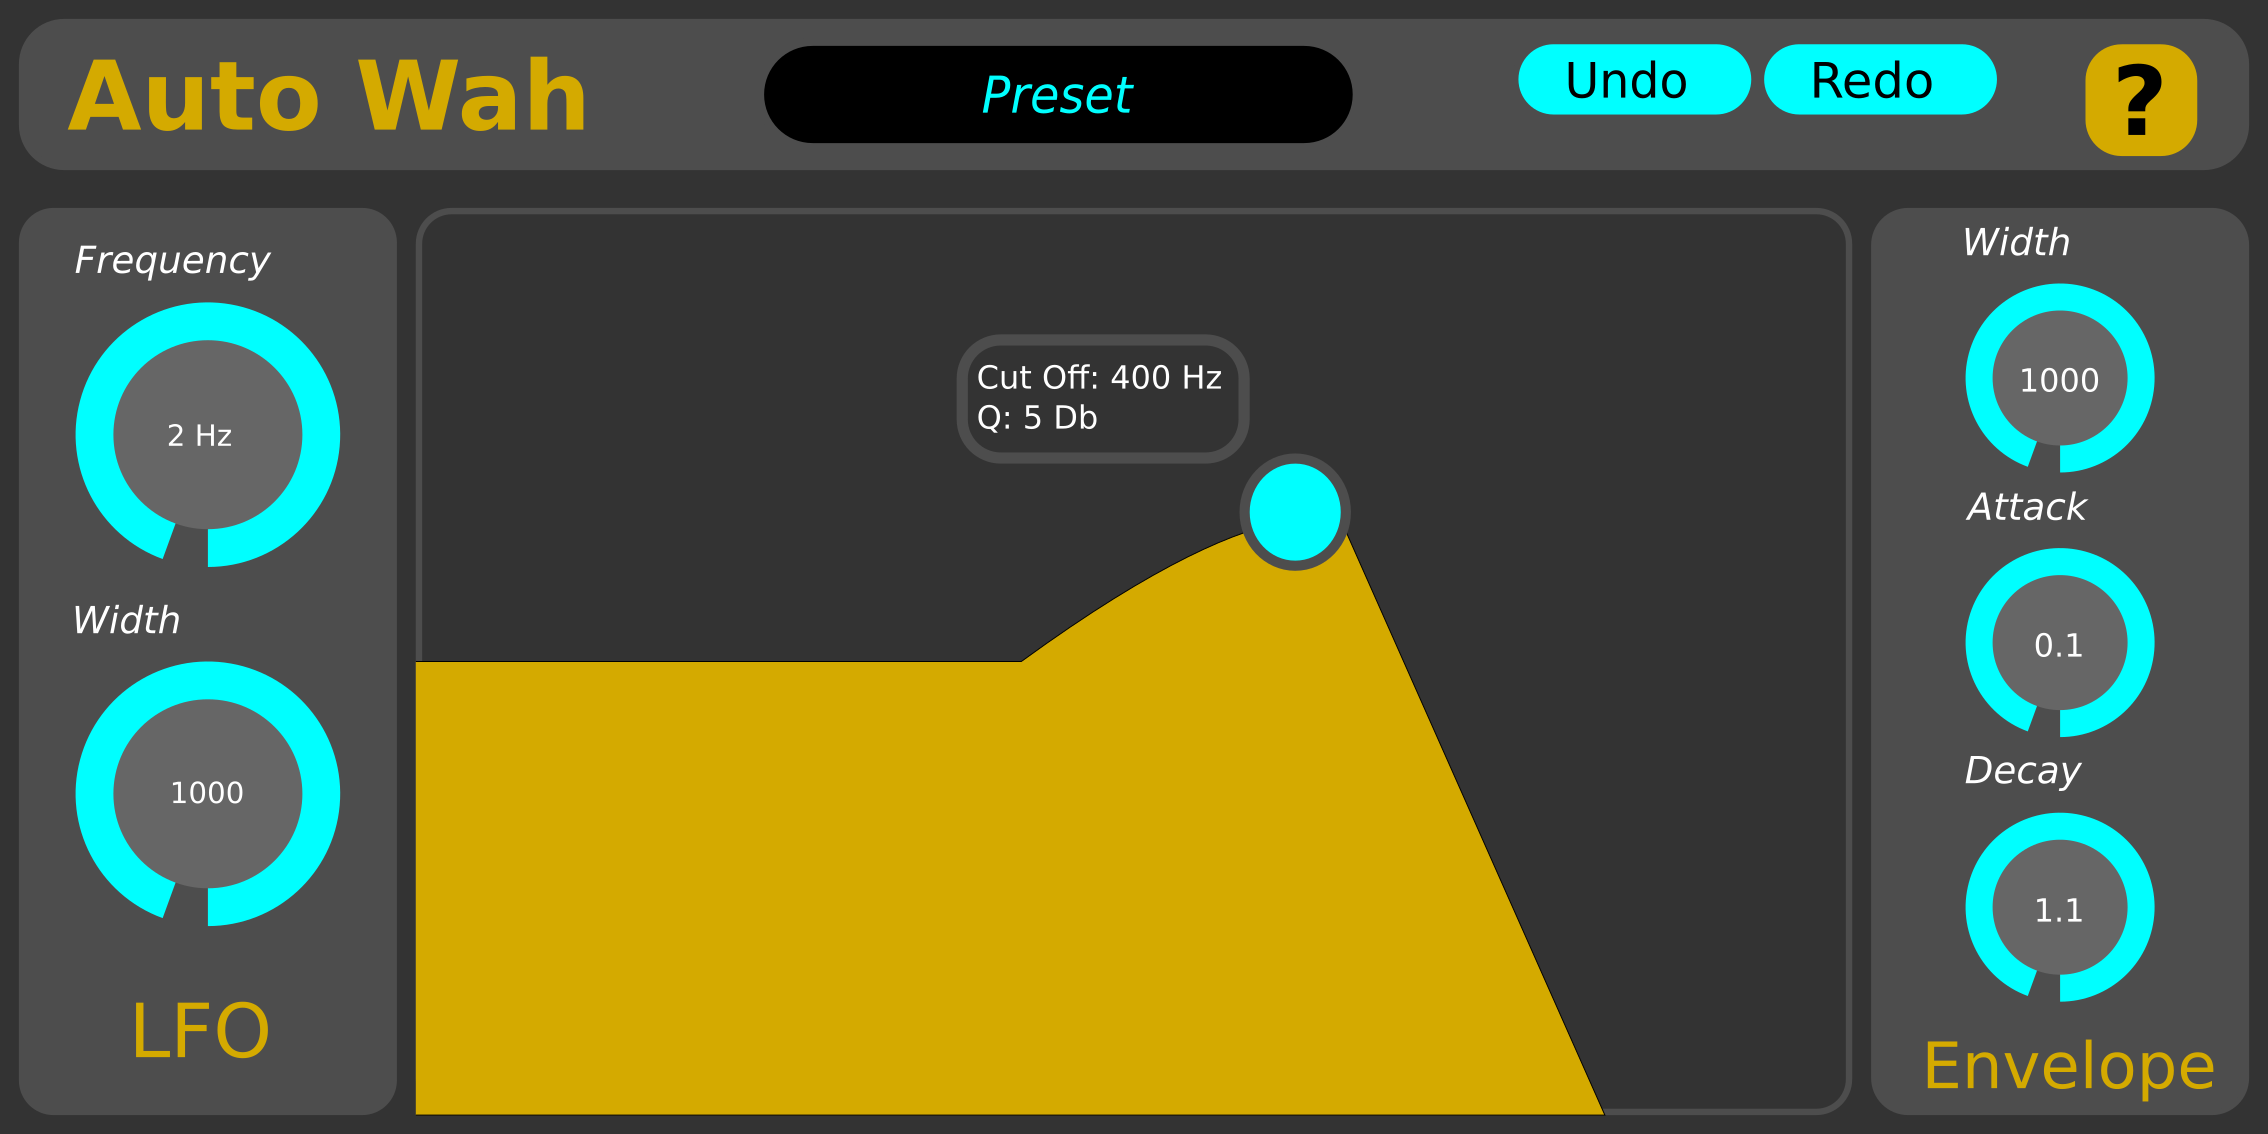 Auto Wah
Preset
Undo
Redo
?
Frequency
2 Hz
Width
1000
LFO
Cut Off: 400 Hz
Q: 5 Db
Width
1000
Attack
0.1
Decay
1.1
Envelope